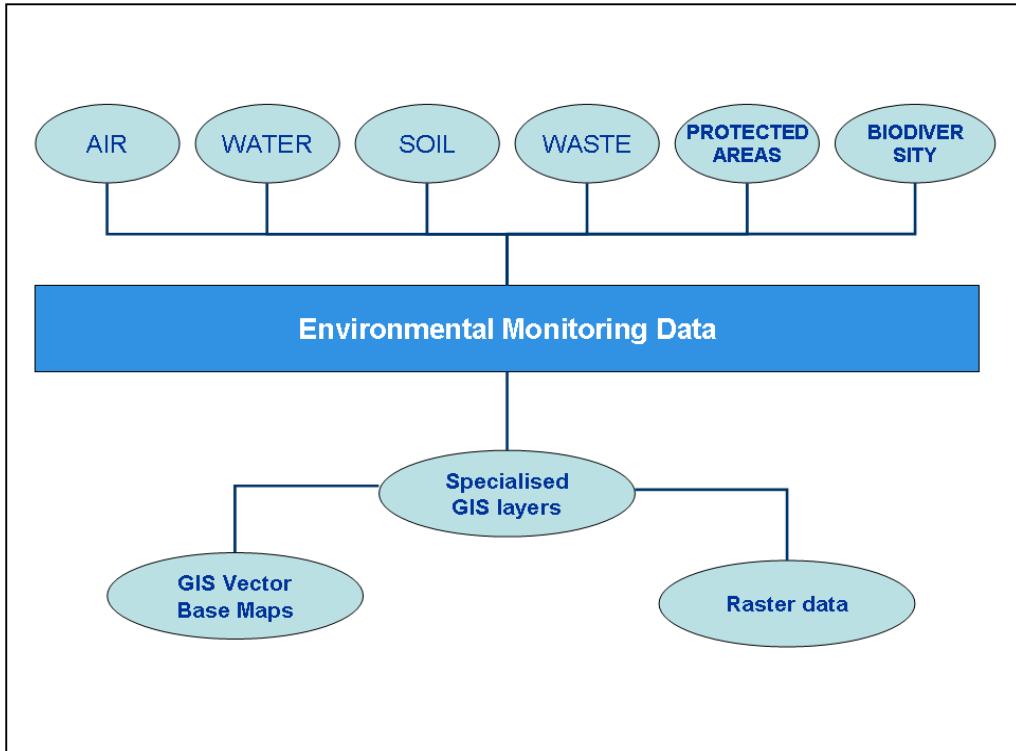 AIR
WATER
SOIL
WASTE
PROTECTED
AREAS
BIODIVER
SITY
Environmental Monitoring Data
Specialised
GIS layers
GIS Vector
Base Maps
Raster data